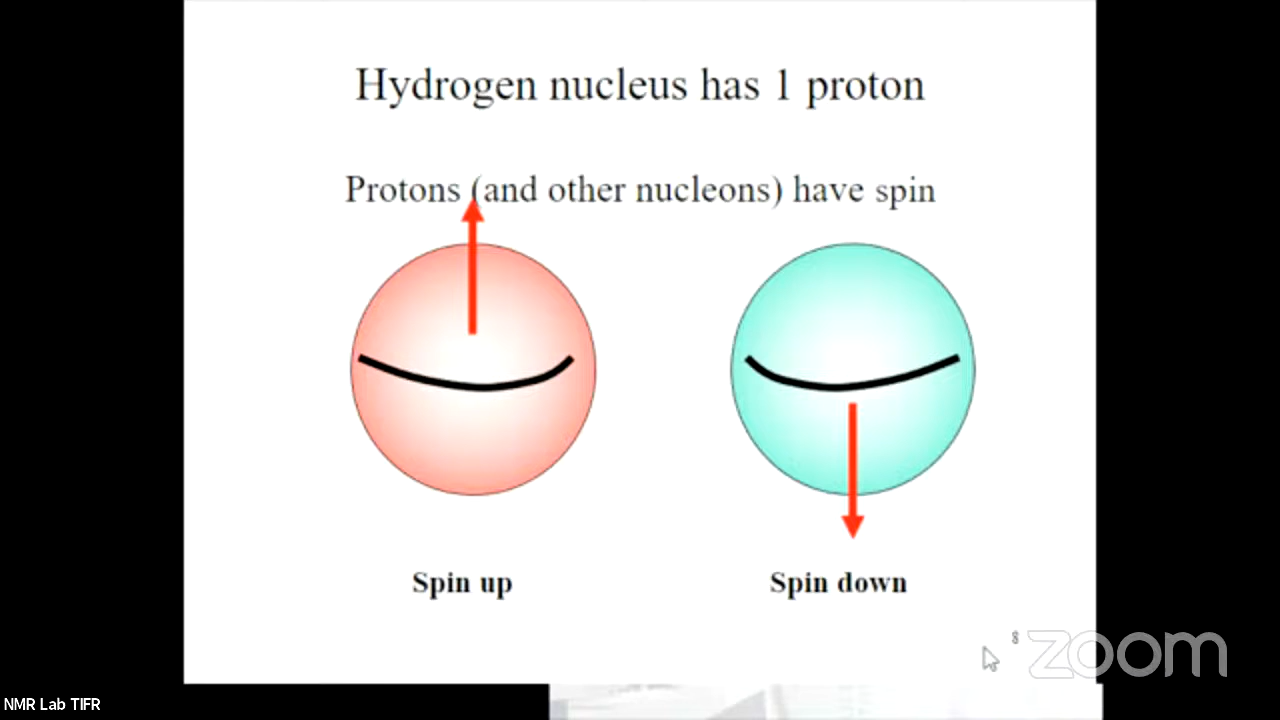 Hydrogen nucleus has 1 proton
Protons (and other nucleons) have spin
Spin up
Spin down
8
zoom
NMR Lab TIFR